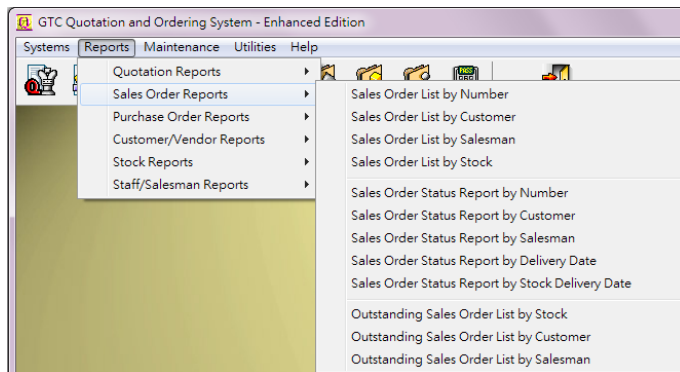 GTC Quotation and Ordering System - Enhanced Edition
Systems Reports Maintenance Utilities Help
Quotation Reports
Sales Order Reports
Purchase Order Reports
Customer/Vendor Reports
Stock Reports
Staff/Salesman Reports
Sales Order List by Number
Sales Order List by Customer
Sales Order List by Salesman
Sales Order List by Stock
Sales Order Status Report by Number
Sales Order Status Report by Customer
Sales Order Status Report by Salesman
Sales Order Status Report by Delivery Date
Sales Order Status Report by Stock Delivery Date
Outstanding Sales Order List by Stock
Outstanding Sales Order List by Customer
Outstanding Sales Order List by Salesman